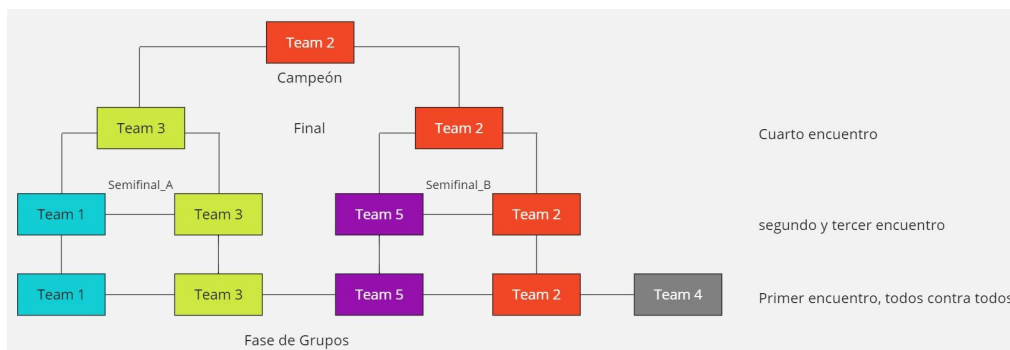 Team 2
Campeón
Team 3
Final
Team 2
Cuarto encuentro
Semifinal_A
Semifinal_B
Team 1
Team 3
Team 5
Team 2
segundo y tercer encuentro
Team 1
Team 3
Team 5
Team 2
Team 4
Primer encuentro, todos contra todos
Fase de Grupos